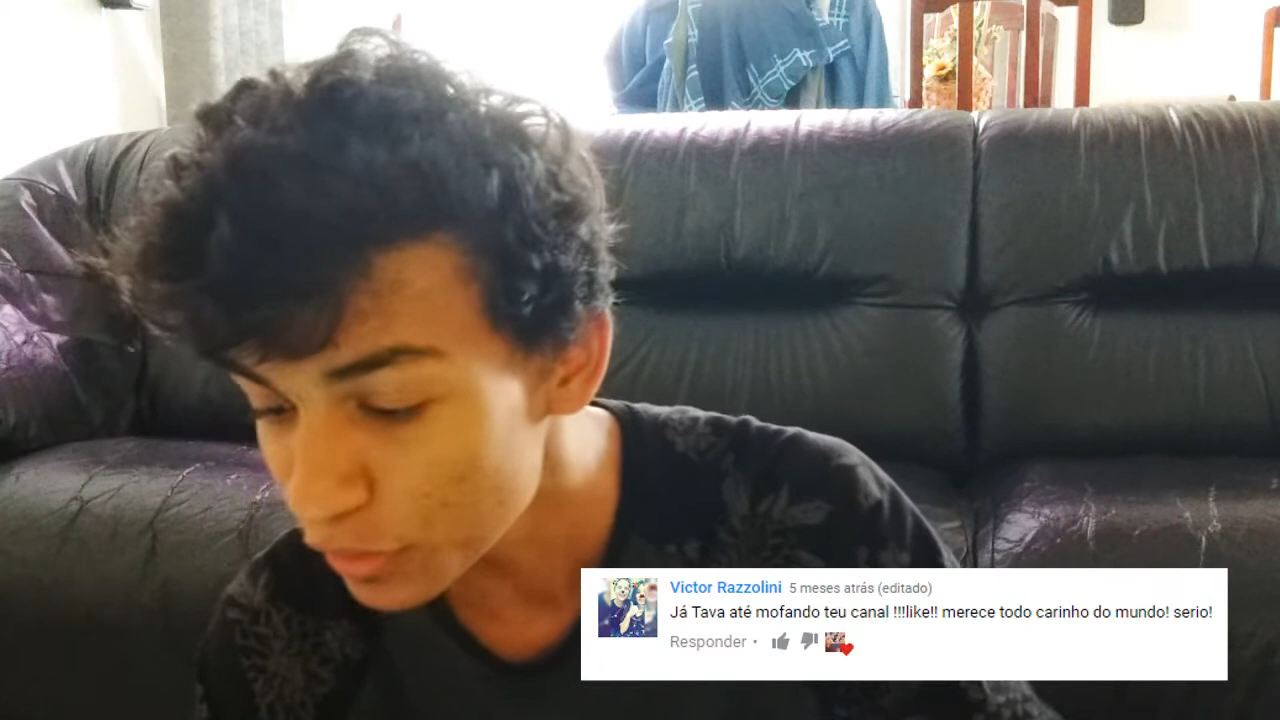 Victor Razzolini 5 meses atrás (editado)
Já Tava até mofando teu canal !!!like!! merece todo carinho do mundo! serio!
Responder •